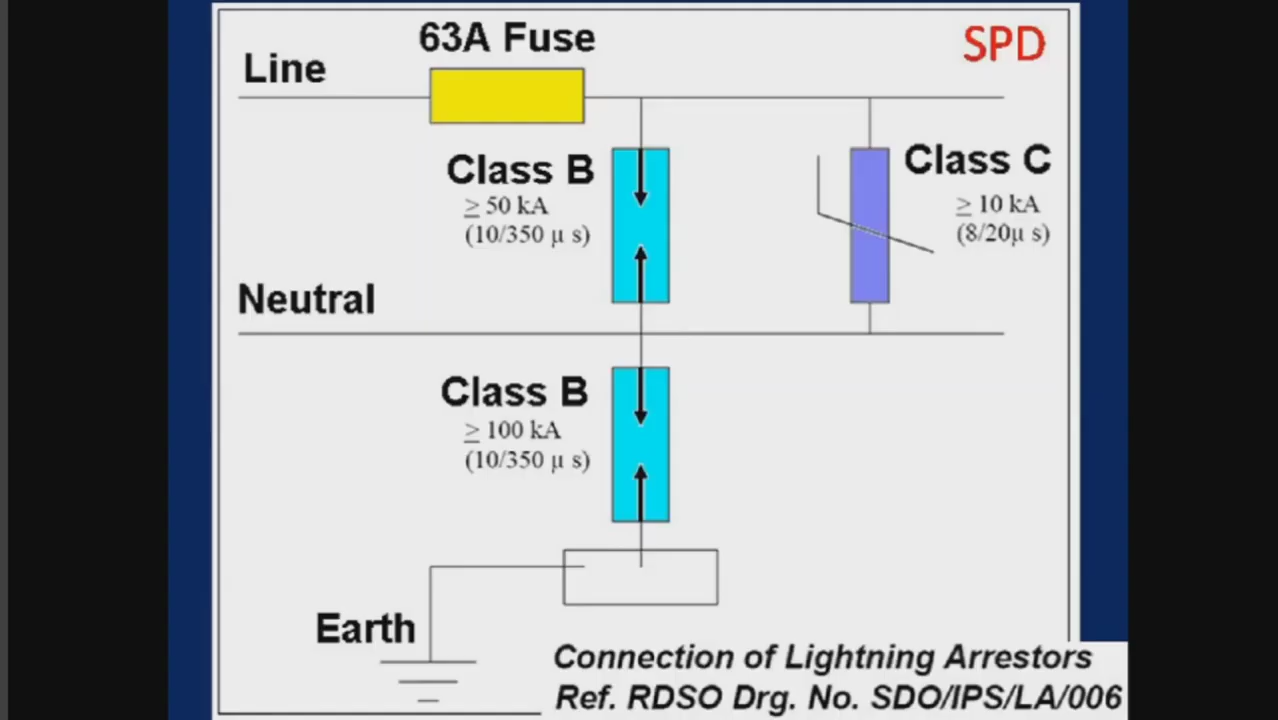 63A Fuse
SPD
Line
Class B
≥ 50 kA
(10/350 µ s)
Class C
≥ 10 kA
(8/20µ s)
Neutral
Class B
≥ 100 kA
(10/350 µ s)
Earth
Connection of Lightning Arrestors
Ref. RDSO Drg. No. SDO/IPS/LA/006